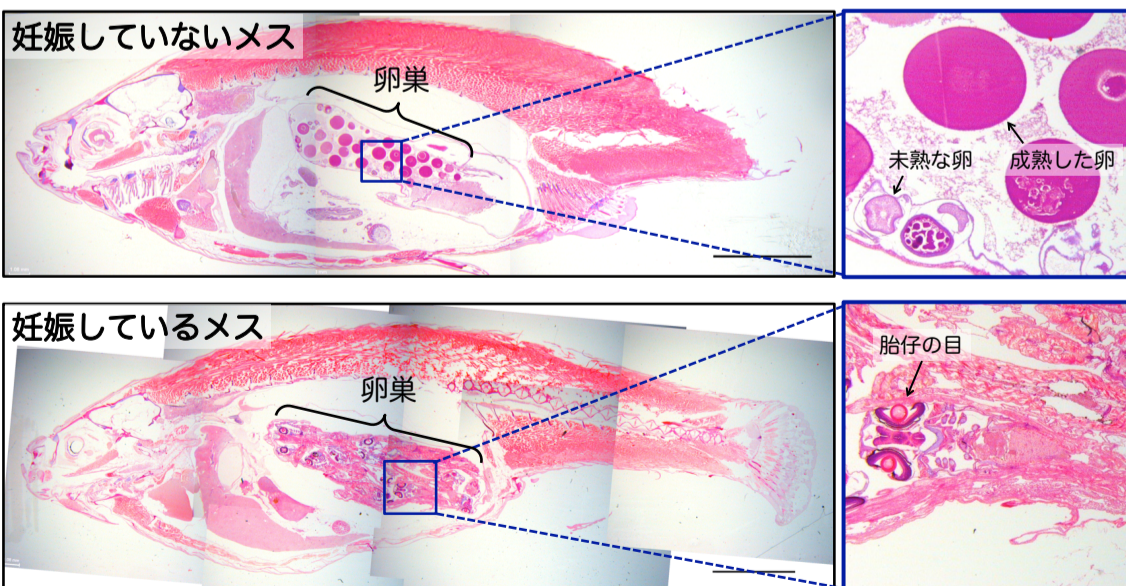 妊娠していないメス
卵巣
未熟な卵
成熟した卵
妊娠しているメス
卵巣
胎仔の目